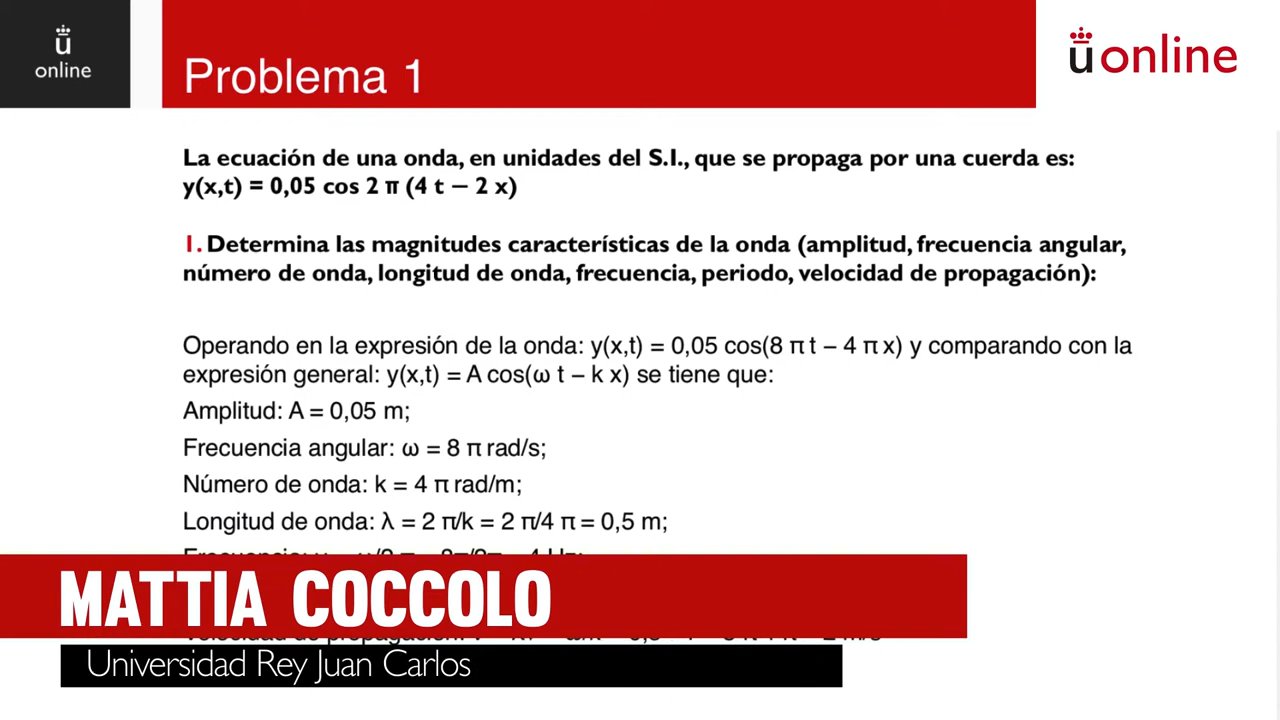 ü
online
Problema 1
üonline
La ecuación de una onda, en unidades del S.I., que se propaga por una cuerda es:
y(x,t) = 0,05 cos 2 π (4 t − 2 x)
1. Determina las magnitudes características de la onda (amplitud, frecuencia angular,
número de onda, longitud de onda, frecuencia, periodo, velocidad de propagación):
Operando en la expresión de la onda: y(x,t) = 0,05 cos(8 π t − 4 π x) y comparando con la
expresión general: y(x,t) = A cos(ω t − k x) se tiene que:
Amplitud: A = 0,05 m;
Frecuencia angular: ω = 8 π rad/s;
Número de onda: k = 4 π rad/m;
Longitud de onda: λ = 2 π/k = 2 π/4 π = 0,5 m;
MATTIA COCCOLO
Universidad Rey Juan Carlos